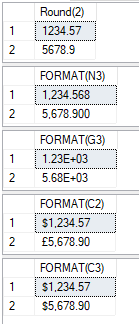 Round(2)
1 1234.57
2 5678.9
FORMAT(N3)
1 1,234.568
2 5,678.900
FORMAT(G3)
1 1.23E+03
2 5.68E+03
FORMAT(C2)
1 $1,234.57
2 £5,678.90
FORMAT(C3)
1 $1,234.57
2 $5,678.90